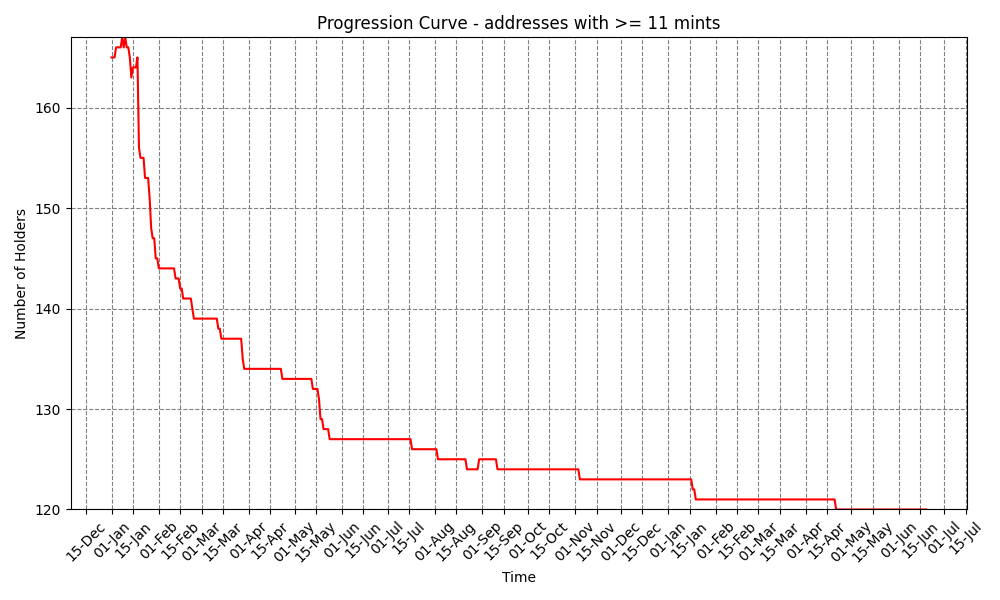 Progression Curve - addresses with >= 11 mints
Number of Holders
160
150
140
130
120
15-Dec
01-Jan
15-Jan
01-Feb
15-Feb
01-Mar
15-Mar
01-Apr
15-Apr
01-May
15-May
01-Jun
15-Jun
01-Jul
15-Jul
01-Aug
15-Aug
01-Sep
15-Sep
01-Oct
15-Oct
01-Nov
15-Nov
01-Dec
15-Dec
01-Jan
15-Jan
01-Feb
15-Feb
01-Mar
15-Mar
01-Apr
15-Apr
01-May
15-May
01-Jun
15-Jun
01-Jul
15-Jul
Time